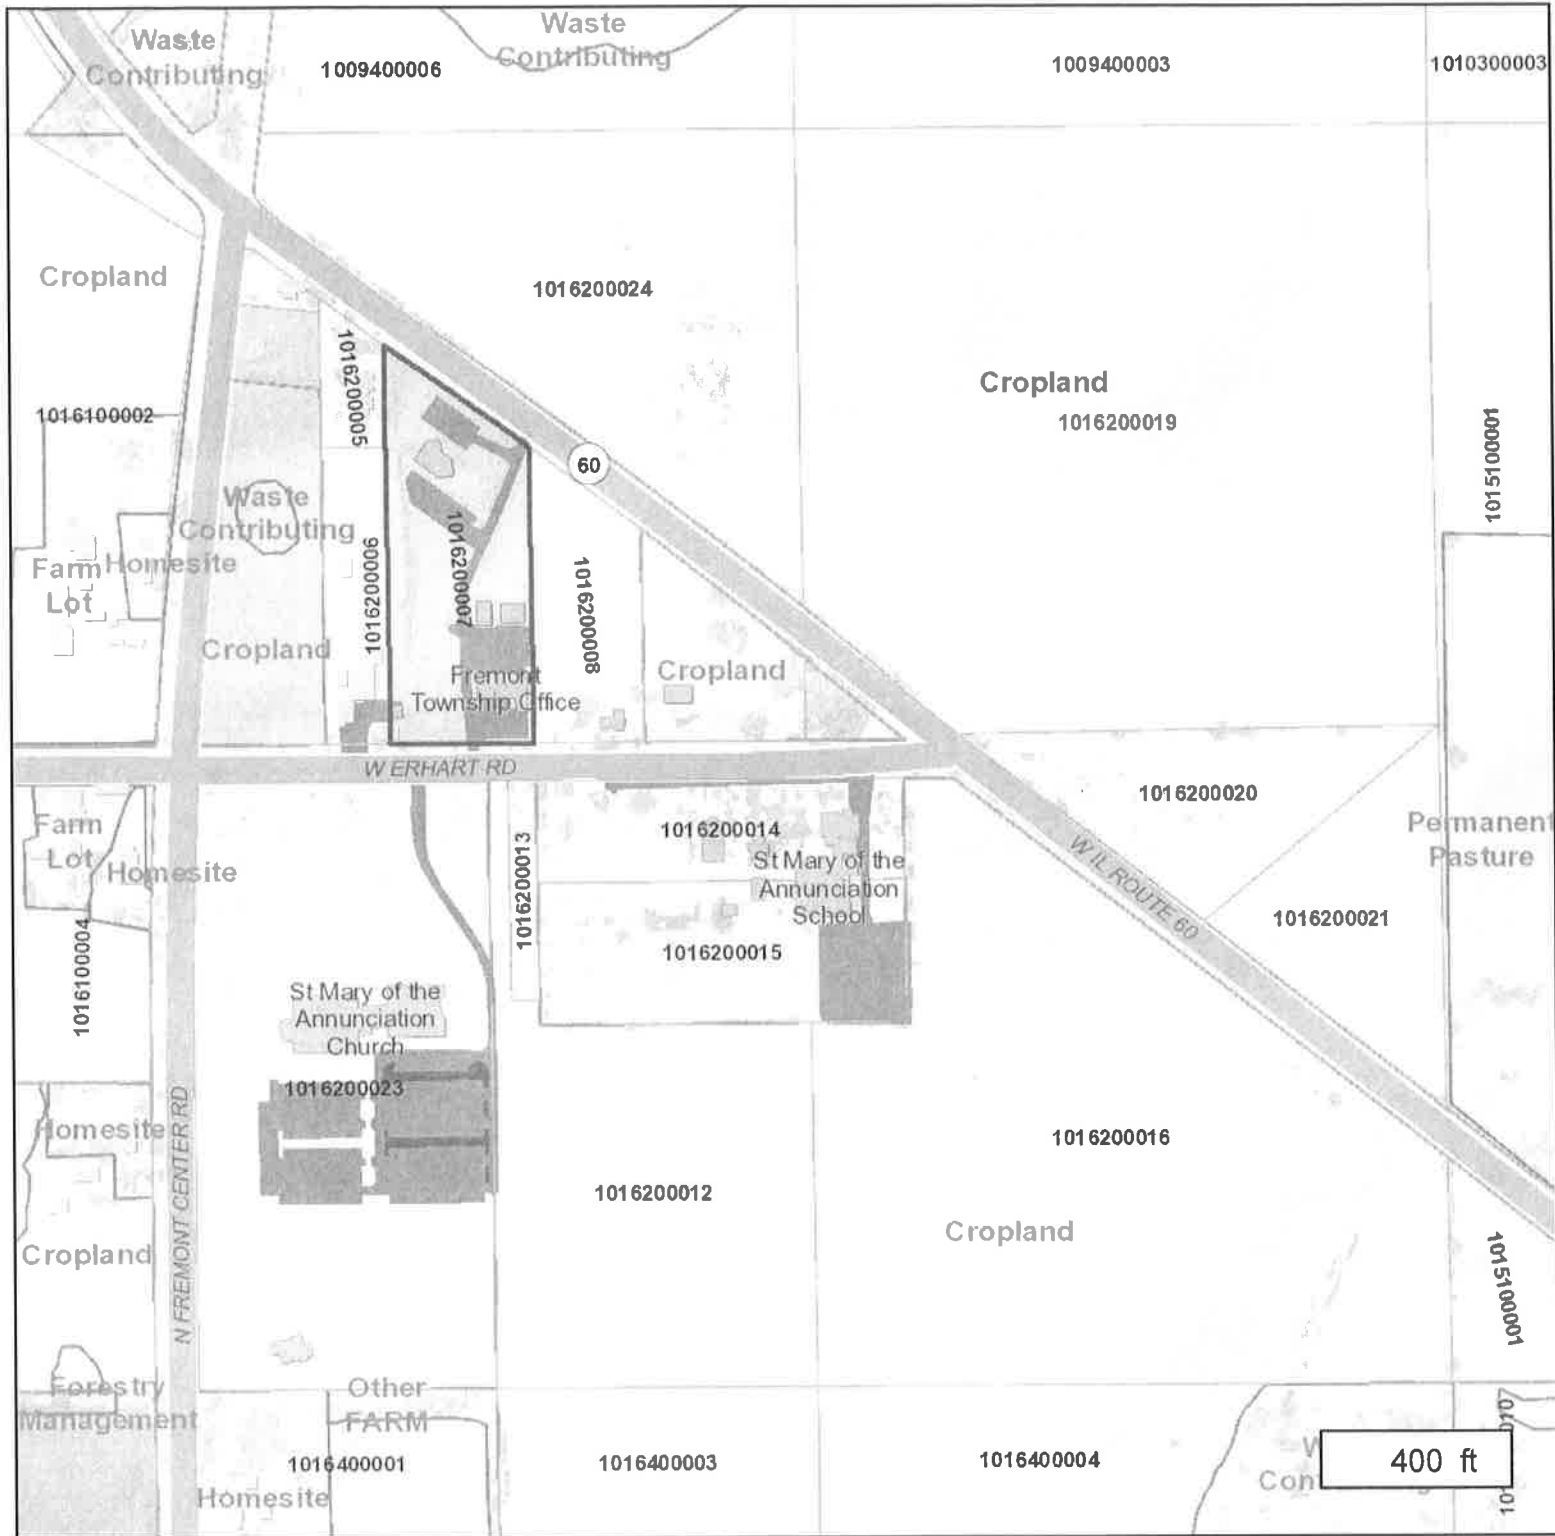 Waste
Contributing
1009400006
Waste
Contributing
1009400003
1010300003
Cropland
1016200024
Cropland
1016200019
1016100002
1016200005
60
1015100001
Waste
Contributing
Farm
Lot
Homesite
1016200006
1016200007
1016200008
Cropland
Fremont
Township Office
Cropland
W ERHART RD
1016200020
Farm
Lot
Homesite
1016200013
1016200014
St Mary of the
Annunciation
School
W IL ROUTE 60
Permanent
Pasture
1016200021
1016100004
1016200015
St Mary of the
Annunciation
Church
1016200023
Homesite
N FREMONT CENTER RD
1016200016
1016200012
Cropland
Cropland
1015100001
Forestry
Management
Other
FARM
1016400001
1016400003
1016400004
400 ft
Homesite